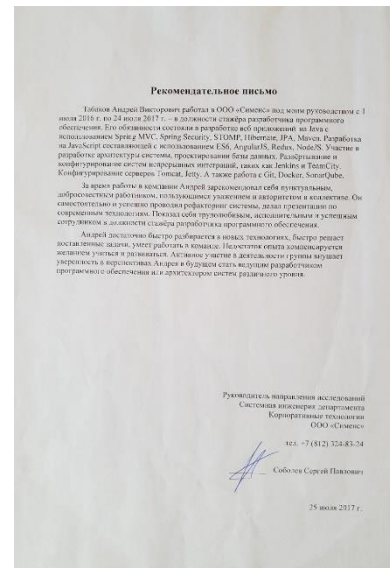 Рекомендательное письмо
Табаков Андрей Викторович работал в ООО «Сименс» под моим руководством с 1
июля 2016 г. по 24 июля 2017 г. – в должности стажёра разработчика программного
обеспечения. Его обязанности состояли в разработке веб приложений на Java с
использованием Spring MVC, Spring Security, STOMP, Hibernate, JPA, Maven. Разработка
на JavaScript составляющей с использованием ES6, AngularJS, Redux, NodeJS. Участие в
разработке архитектуры системы, проектировании базы данных. Развёртывание и
конфигурирование систем непрерывных интеграций, таких как Jenkins и TeamCity.
Конфигурирование серверов Tomcat, Jetty. А также работа с Git, Docker, SonarQube.
За время работы в компании Андрей зарекомендовал себя пунктуальным,
добросовестным работником, пользующимся уважением и авторитетом в коллективе. Он
самостоятельно и успешно проводил рефакторинг системы, делал презентации по
современным технологиям. Показал себя трудолюбивым, исполнительным и успешным
сотрудником в должности стажёра разработчика программного обеспечения.
Андрей достаточно быстро разбирается в новых технологиях, быстро решает
поставленные задачи, умеет работать в команде. Недостаток опыта компенсируется
желанием учиться и развиваться. Активное участие в деятельности группы внушает
уверенность в перспективах Андрея в будущем стать ведущим разработчиком
программного обеспечения или архитектором систем различного уровня.
Руководитель направления исследований
Системная инженерия департамента
Корпоративные технологии
ООО «Сименс»
тел. +7 (812) 324-83-24
Соболев Сергей Павлович
25 июля 2017 г.